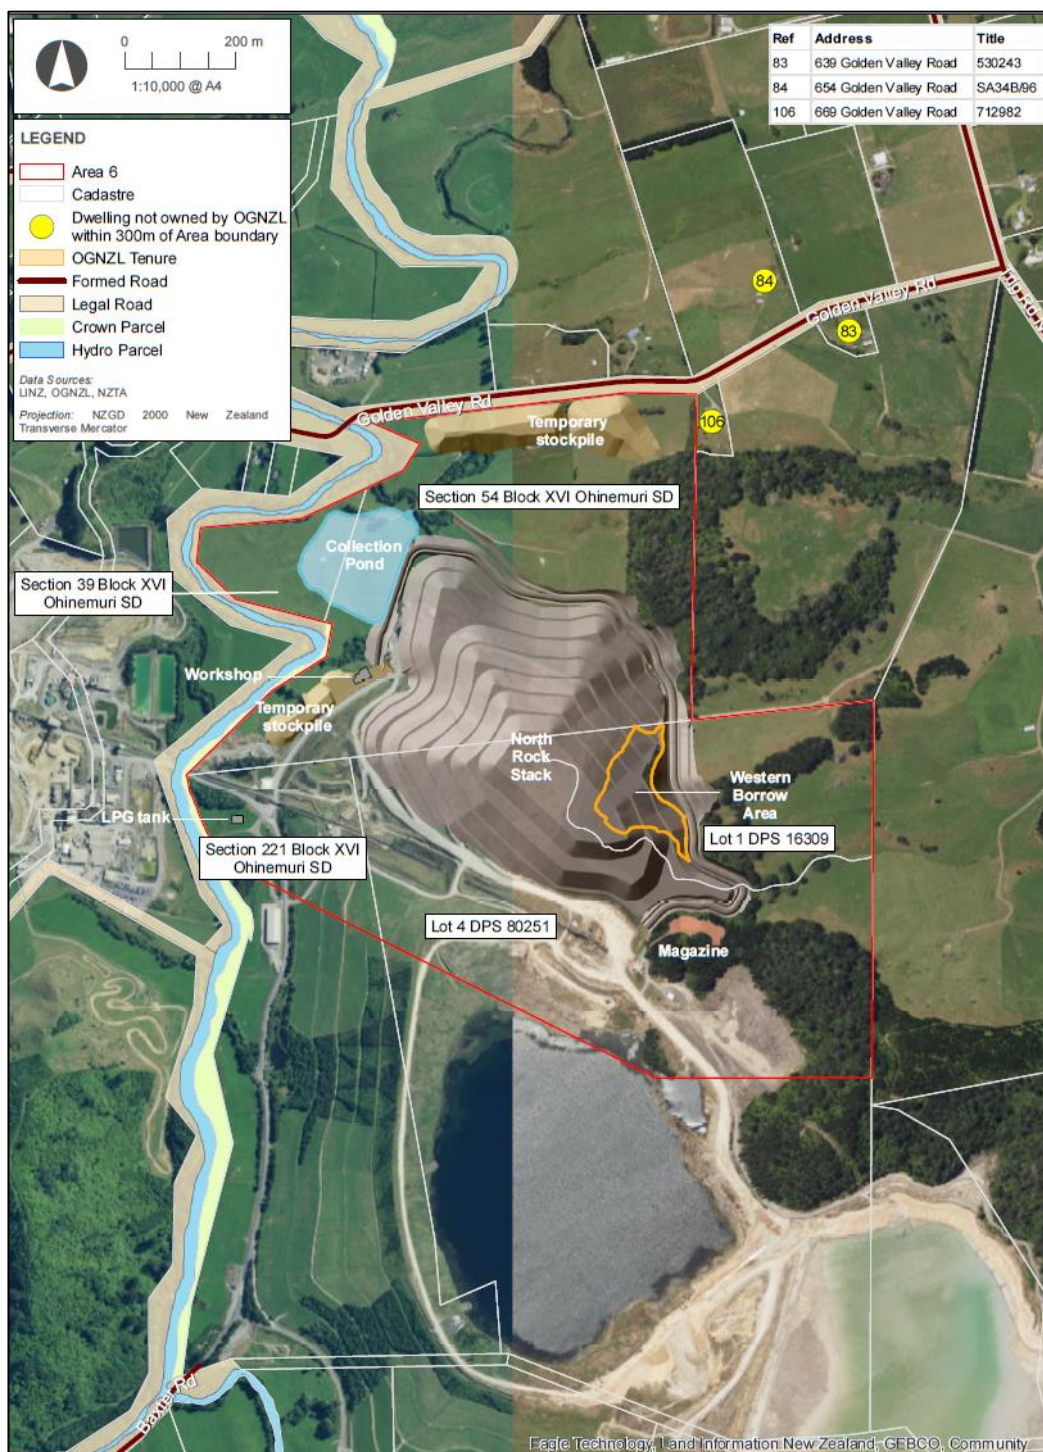 0 200 m
1:10,000 @ A4
Ref Address Title
83 639 Golden Valley Road 530243
84 654 Golden Valley Road SA34B/96
106 669 Golden Valley Road 712982
LEGEND
Area 6
Cadastre
Dwelling not owned by OGNZL
within 300m of Area boundary
OGNZL Tenure
Formed Road
Legal Road
Crown Parcel
Hydro Parcel
Data Sources:
LINZ, OGNZL, NZTA
Projection: NZGD 2000 New Zealand
Transverse Mercator
84
83
106
Golden Valley Rd
Golden Valley Rd
Temporary
stockpile
Section 54 Block XVI Ohinemuri SD
Collection
Pond
Section 39 Block XVI
Ohinemuri SD
Workshop
Temporary
stockpile
North
Rock
Stack
Western
Borrow
Area
LPG tank
Lot 1 DPS 16309
Section 221 Block XVI
Ohinemuri SD
Lot 4 DPS 80251
Magazine
Baxter Rd
Eagle Technology, Land Information New Zealand, GEBCO, Community